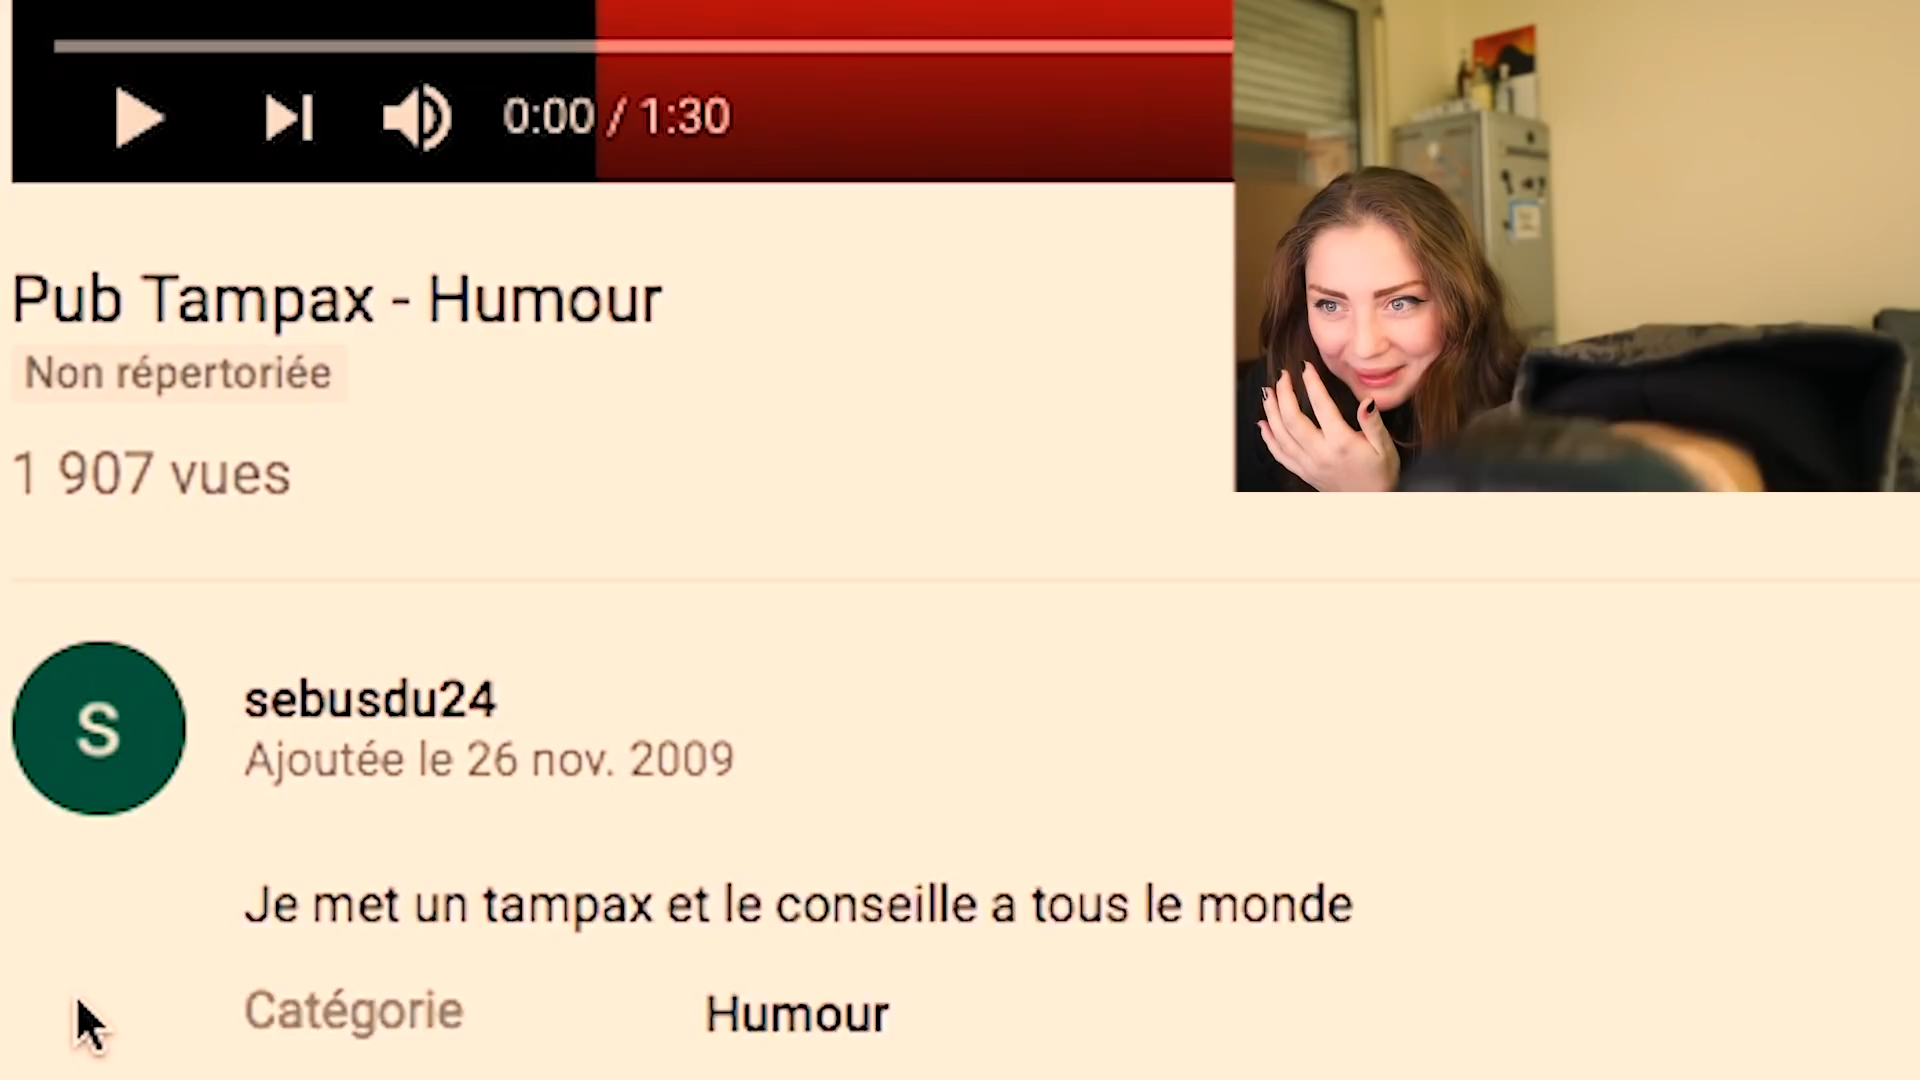 0:00 / 1:30
Pub Tampax - Humour
Non répertoriée
1 907 vues
S
sebusdu24
Ajoutée le 26 nov. 2009
Je met un tampax et le conseille a tous le monde
Catégorie Humour